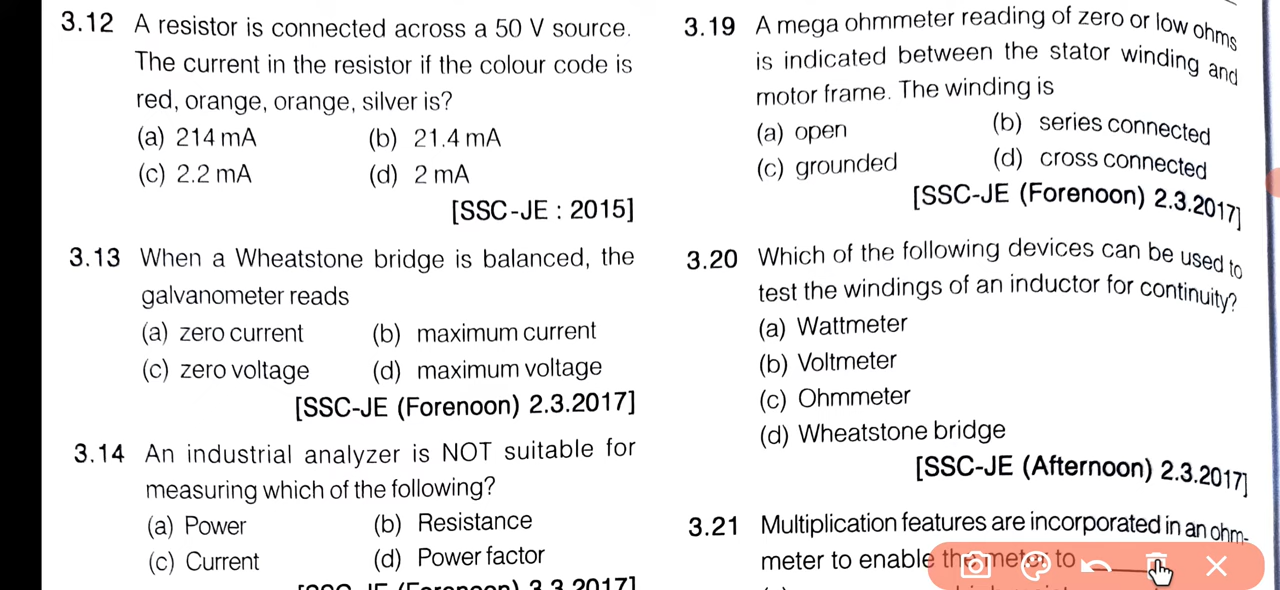 3.12 A resistor is connected across a 50 V source.
The current in the resistor if the colour code is
red, orange, orange, silver is?
(a) 214 mA (b) 21.4 mA
(c) 2.2 mA (d) 2 mA
[SSC-JE : 2015]
3.13 When a Wheatstone bridge is balanced, the
galvanometer reads
(a) zero current (b) maximum current
(c) zero voltage (d) maximum voltage
[SSC-JE (Forenoon) 2.3.2017]
3.14 An industrial analyzer is NOT suitable for
measuring which of the following?
(a) Power (b) Resistance
(c) Current (d) Power factor
3.19 A mega ohmmeter reading of zero or low ohms
is indicated between the stator winding and
motor frame. The winding is
(a) open (b) series connected
(c) grounded (d) cross connected
[SSC-JE (Forenoon) 2.3.2017]
3.20 Which of the following devices can be used to
test the windings of an inductor for continuity?
(a) Wattmeter
(b) Voltmeter
(c) Ohmmeter
(d) Wheatstone bridge
[SSC-JE (Afternoon) 2.3.2017]
3.21 Multiplication features are incorporated in an ohm-
meter to enable the meter to